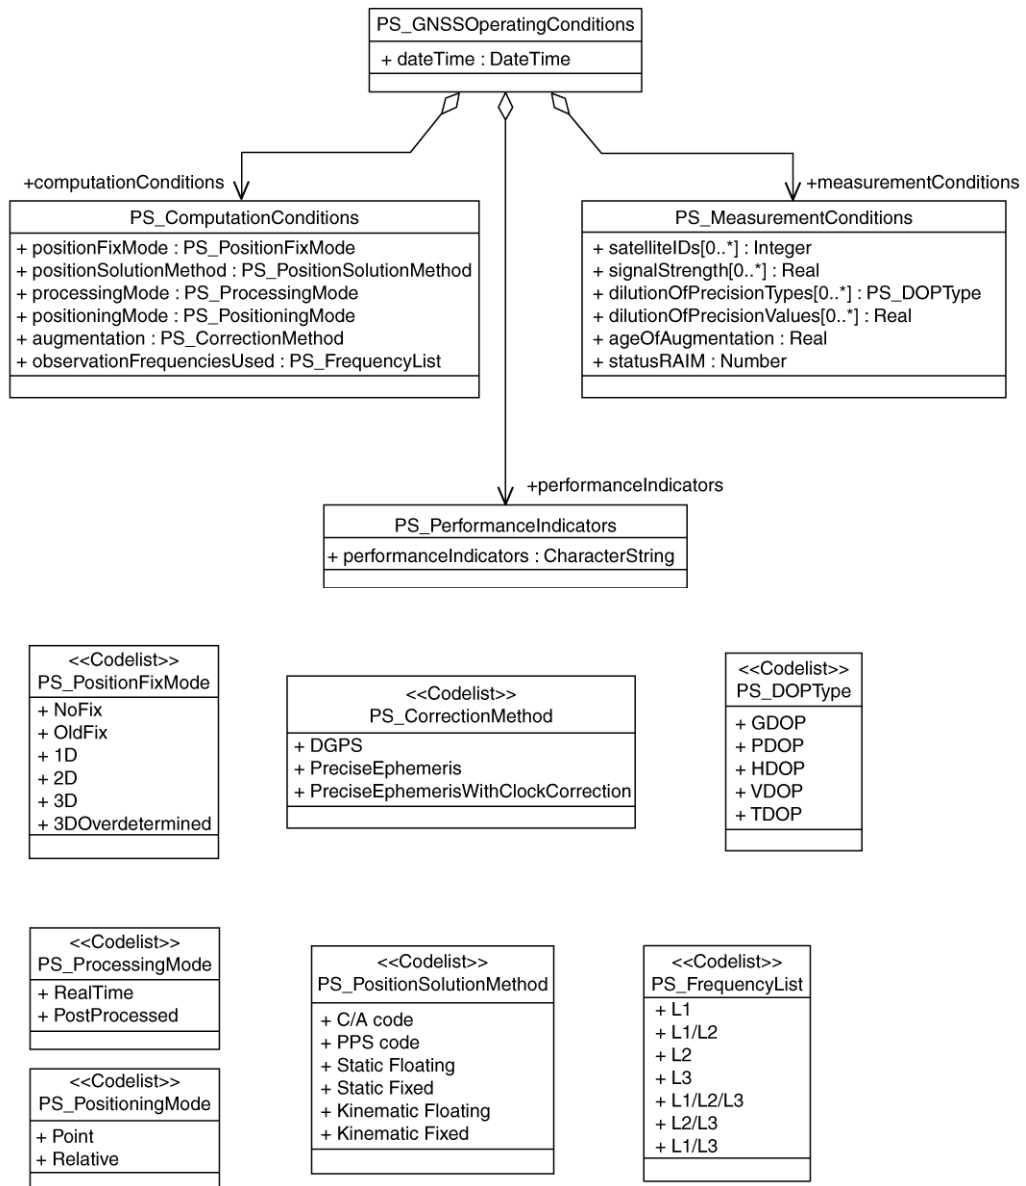 PS_GNSSOperatingConditions
+ dateTime : DateTime
+computationConditions
+measurementConditions
PS_ComputationConditions
+ positionFixMode : PS_PositionFixMode
+ positionSolutionMethod : PS_PositionSolutionMethod
+ processingMode : PS_ProcessingMode
+ positioningMode : PS_PositioningMode
+ augmentation : PS_CorrectionMethod
+ observationFrequenciesUsed : PS_FrequencyList
PS_MeasurementConditions
+ satelliteIDs[0..*] : Integer
+ signalStrength[0..*] : Real
+ dilutionOfPrecisionTypes[0..*] : PS_DOPType
+ dilutionOfPrecisionValues[0..*] : Real
+ ageOfAugmentation : Real
+ statusRAIM : Number
+performanceIndicators
PS_PerformanceIndicators
+ performanceIndicators : CharacterString
<<Codelist>>
PS_PositionFixMode
+ NoFix
+ OldFix
+ 1D
+ 2D
+ 3D
+ 3DOverdetermined
<<Codelist>>
PS_CorrectionMethod
+ DGPS
+ PreciseEphemeris
+ PreciseEphemerisWithClockCorrection
<<Codelist>>
PS_DOPType
+ GDOP
+ PDOP
+ HDOP
+ VDOP
+ TDOP
<<Codelist>>
PS_ProcessingMode
+ RealTime
+ PostProcessed
<<Codelist>>
PS_PositioningMode
+ Point
+ Relative
<<Codelist>>
PS_PositionSolutionMethod
+ C/A code
+ PPS code
+ Static Floating
+ Static Fixed
+ Kinematic Floating
+ Kinematic Fixed
<<Codelist>>
PS_FrequencyList
+ L1
+ L1/L2
+ L2
+ L3
+ L1/L2/L3
+ L2/L3
+ L1/L3